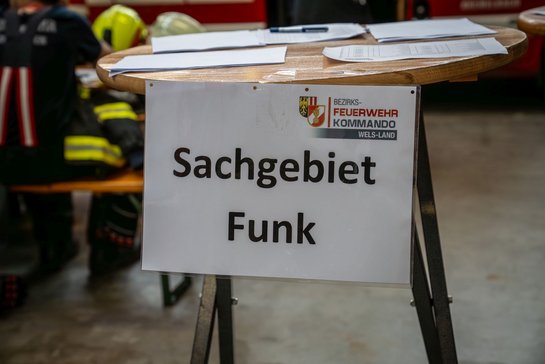 BEZIRKS-
FEUERWEHR
KOMMANDO
WELS-LAND
Sachgebiet
Funk